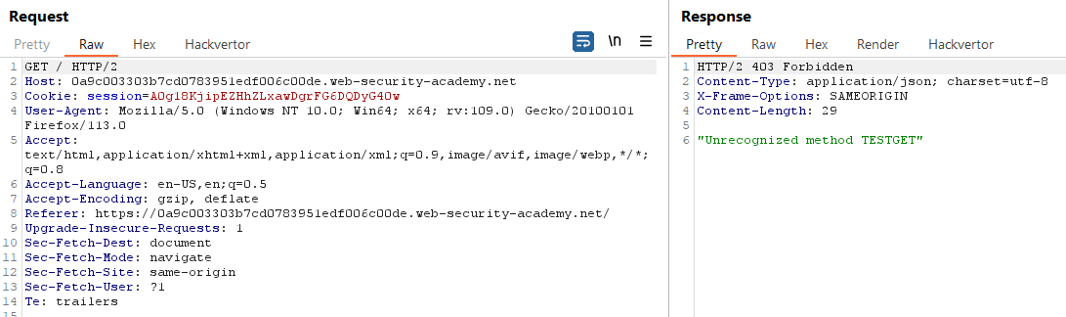 Request
Pretty Raw Hex Hackvertor \n
1 GET / HTTP/2
2 Host: 0a9c003303b7cd0783951edf006c00de.web-security-academy.net
3 Cookie: session=AOg18KjipEZHhZLxawDgrFG6DQDyG4Ow
4 User-Agent: Mozilla/5.0 (Windows NT 10.0; Win64; x64; rv:109.0) Gecko/20100101
Firefox/113.0
5 Accept:
text/html,application/xhtml+xml,application/xml;q=0.9,image/avif,image/webp,*/*;
q=0.8
6 Accept-Language: en-US,en;q=0.5
7 Accept-Encoding: gzip, deflate
8 Referer: https://0a9c003303b7cd0783951edf006c00de.web-security-academy.net/
9 Upgrade-Insecure-Requests: 1
10 Sec-Fetch-Dest: document
11 Sec-Fetch-Mode: navigate
12 Sec-Fetch-Site: same-origin
13 Sec-Fetch-User: ?1
14 Te: trailers
15
Response
Pretty Raw Hex Render Hackvertor
1 HTTP/2 403 Forbidden
2 Content-Type: application/json; charset=utf-8
3 X-Frame-Options: SAMEORIGIN
4 Content-Length: 29
5
6 "Unrecognized method TESTGET"